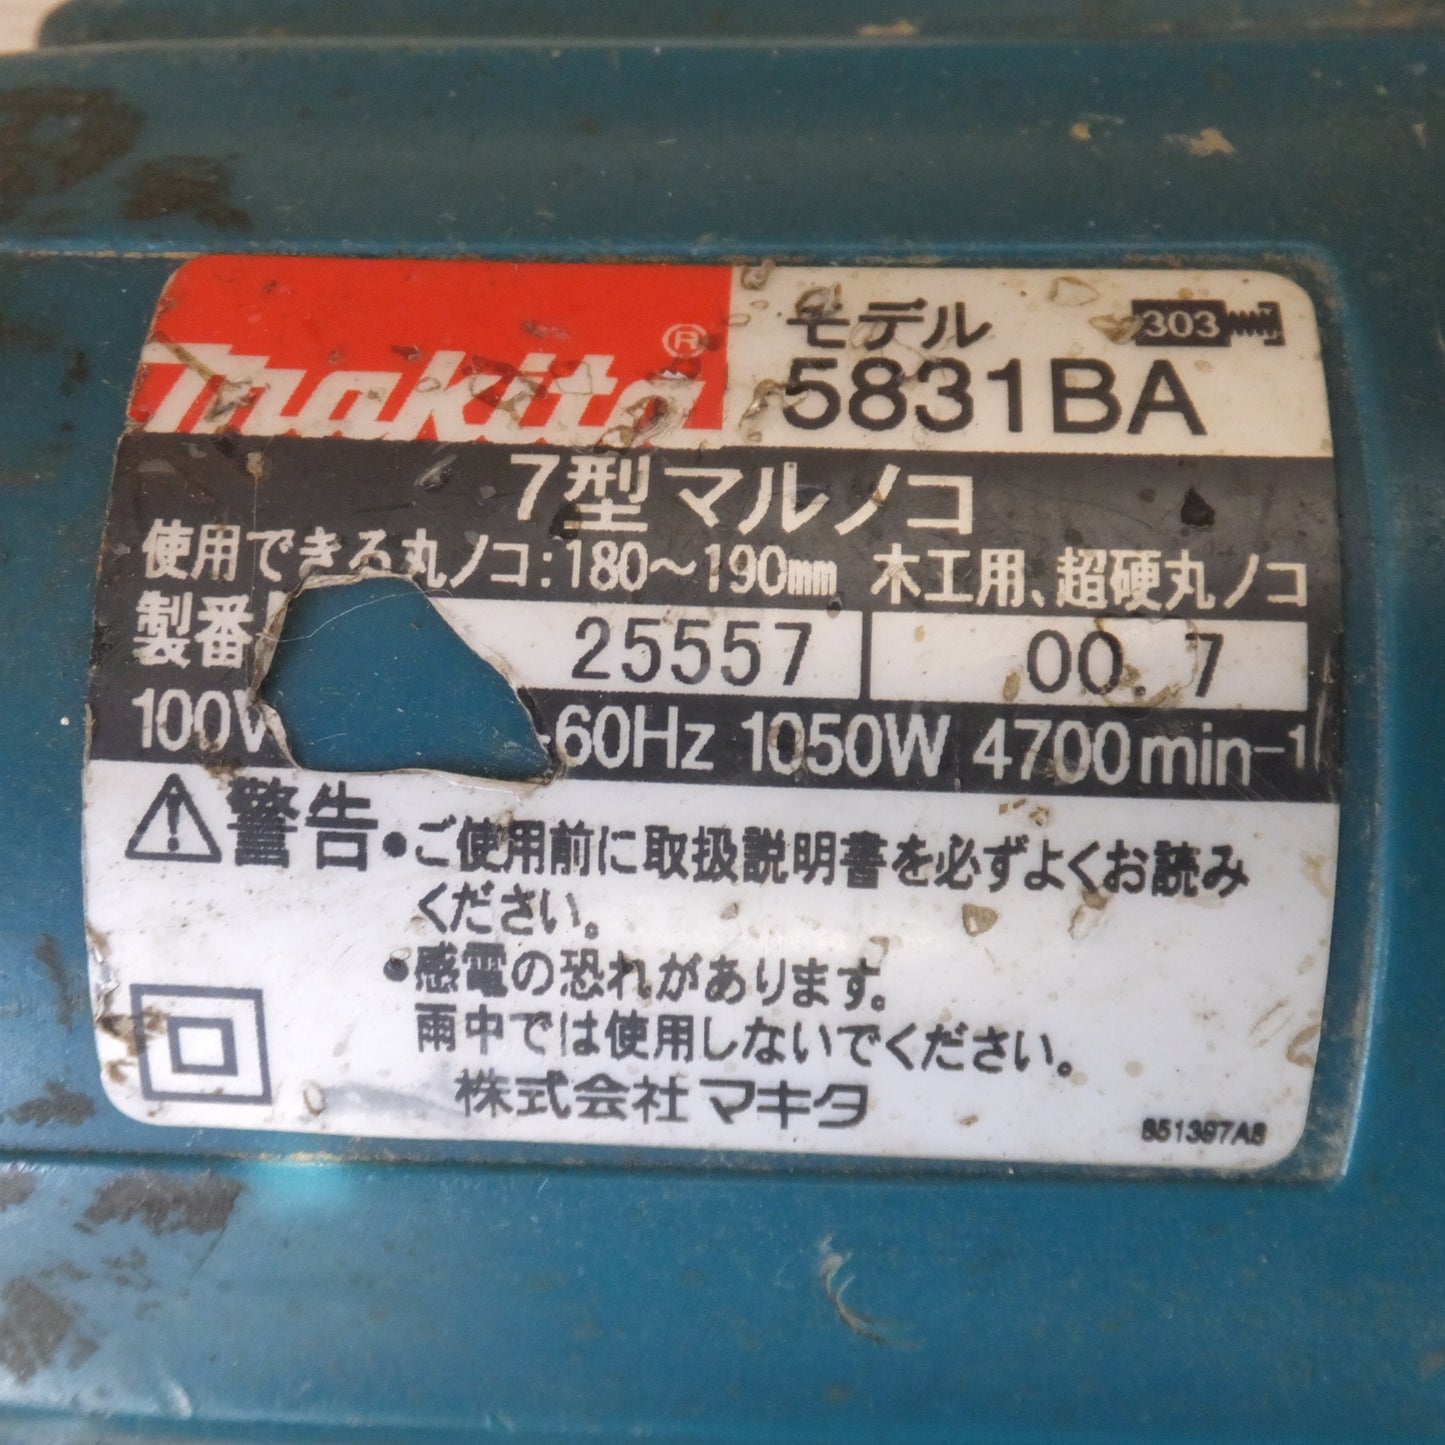 makita®
モデル 303
5831BA
7型マルノコ
使用できる丸ノコ:180~190mm 木工用、超硬丸ノコ
製番 25557 00.7
100V -60Hz 1050W 4700min-1
警告 •ご使用前に取扱説明書を必ずよくお読み
ください。
•感電の恐れがあります。
雨中では使用しないでください。
株式会社マキタ
851397A8